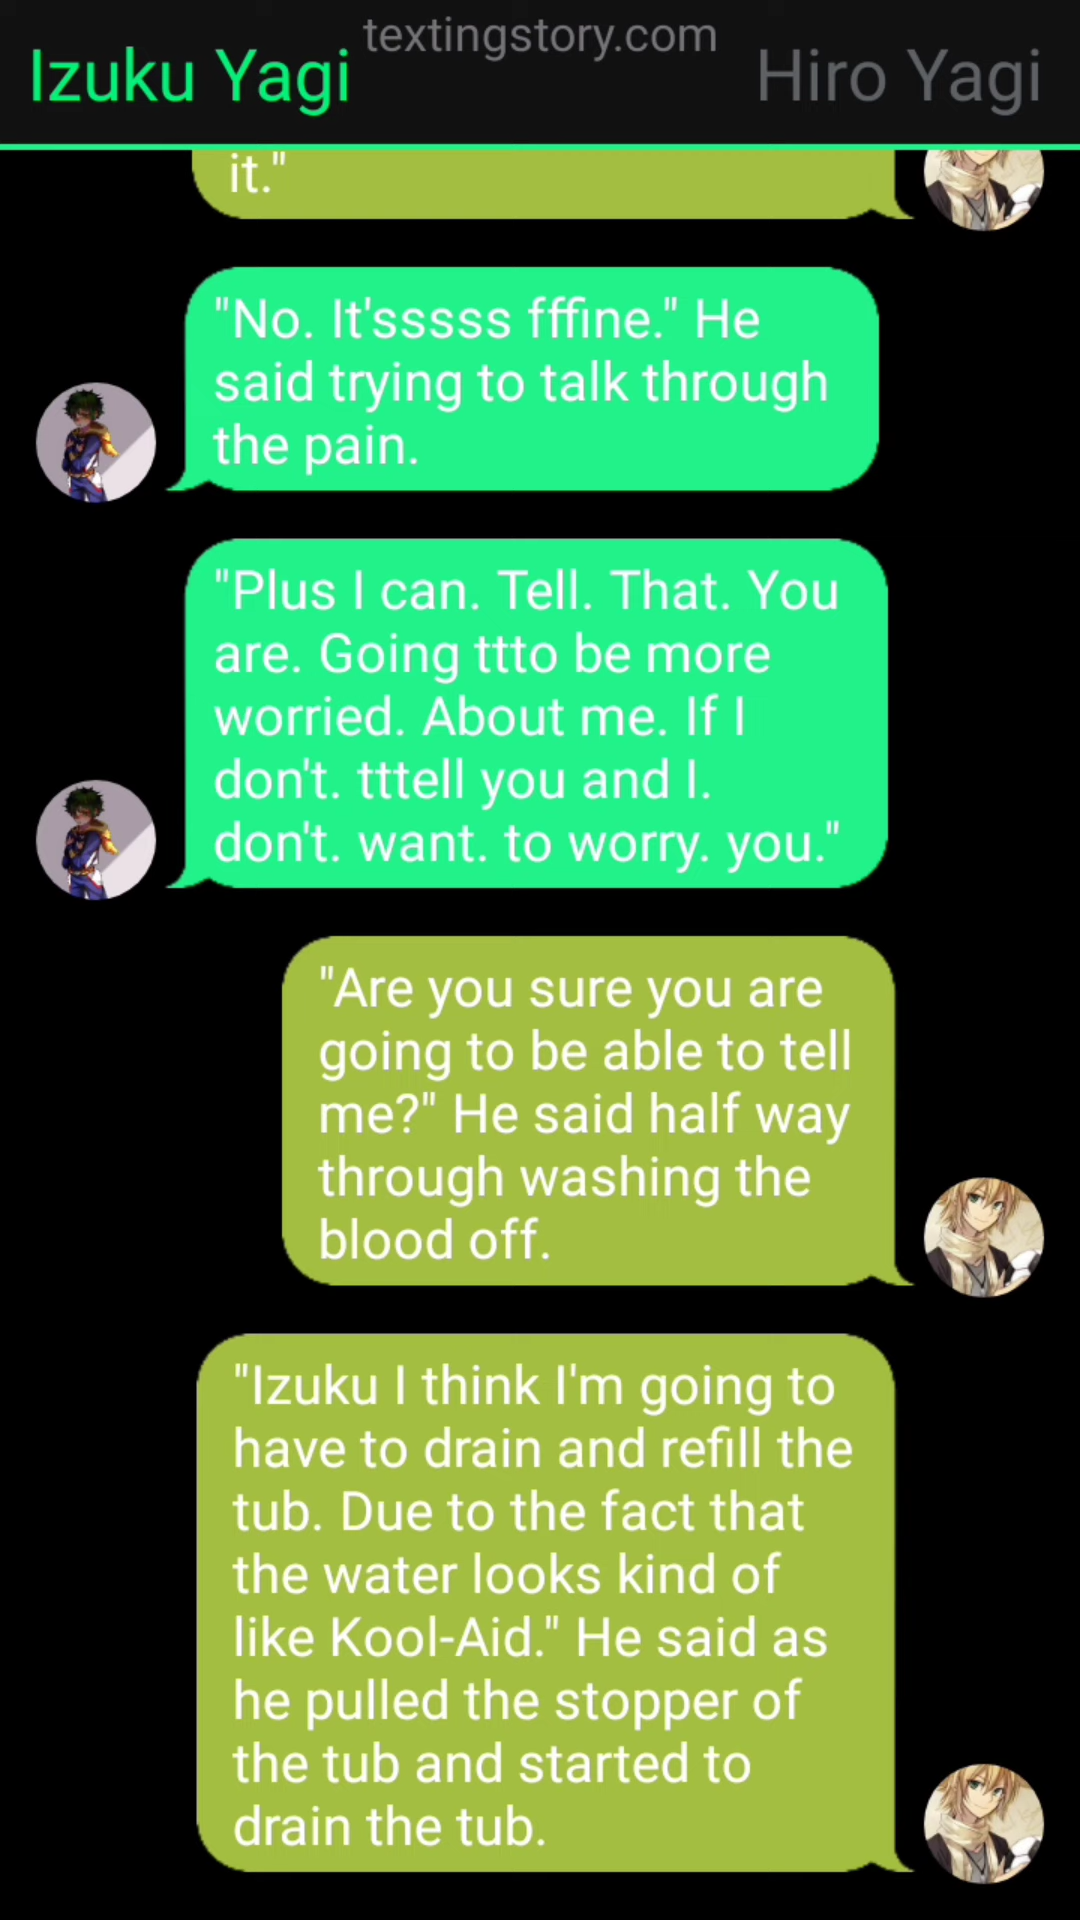 textingstory.com
Izuku Yagi
Hiro Yagi
it."
"No. It'sssss fffine." He
said trying to talk through
the pain.
"Plus I can. Tell. That. You
are. Going ttto be more
worried. About me. If I
don't. tttell you and I.
don't. want. to worry. you."
"Are you sure you are
going to be able to tell
me?" He said half way
through washing the
blood off.
"Izuku I think I'm going to
have to drain and refill the
tub. Due to the fact that
the water looks kind of
like Kool-Aid." He said as
he pulled the stopper of
the tub and started to
drain the tub.